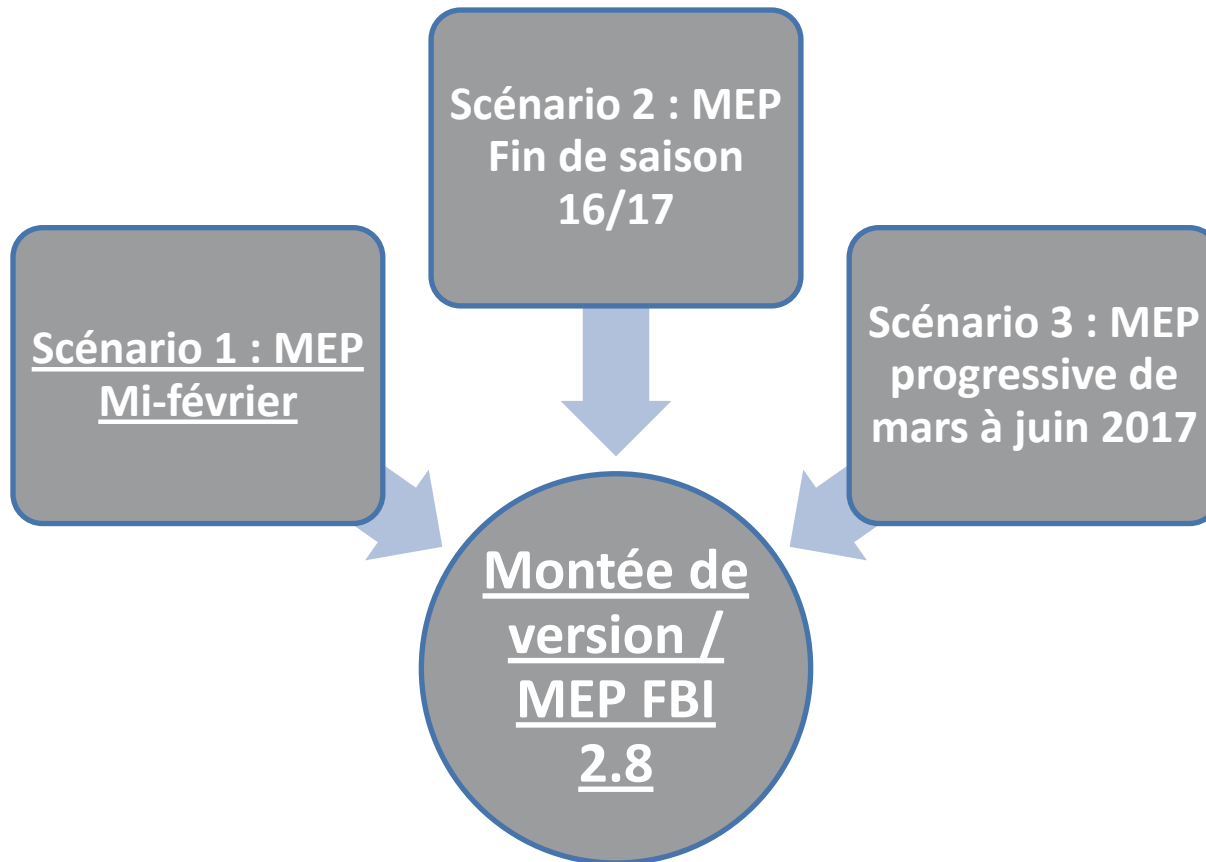 Scénario 2 : MEP
Fin de saison
16/17
Scénario 1 : MEP
Mi-février
Scénario 3 : MEP
progressive de
mars à juin 2017
Montée de
version /
MEP FBI
2.8